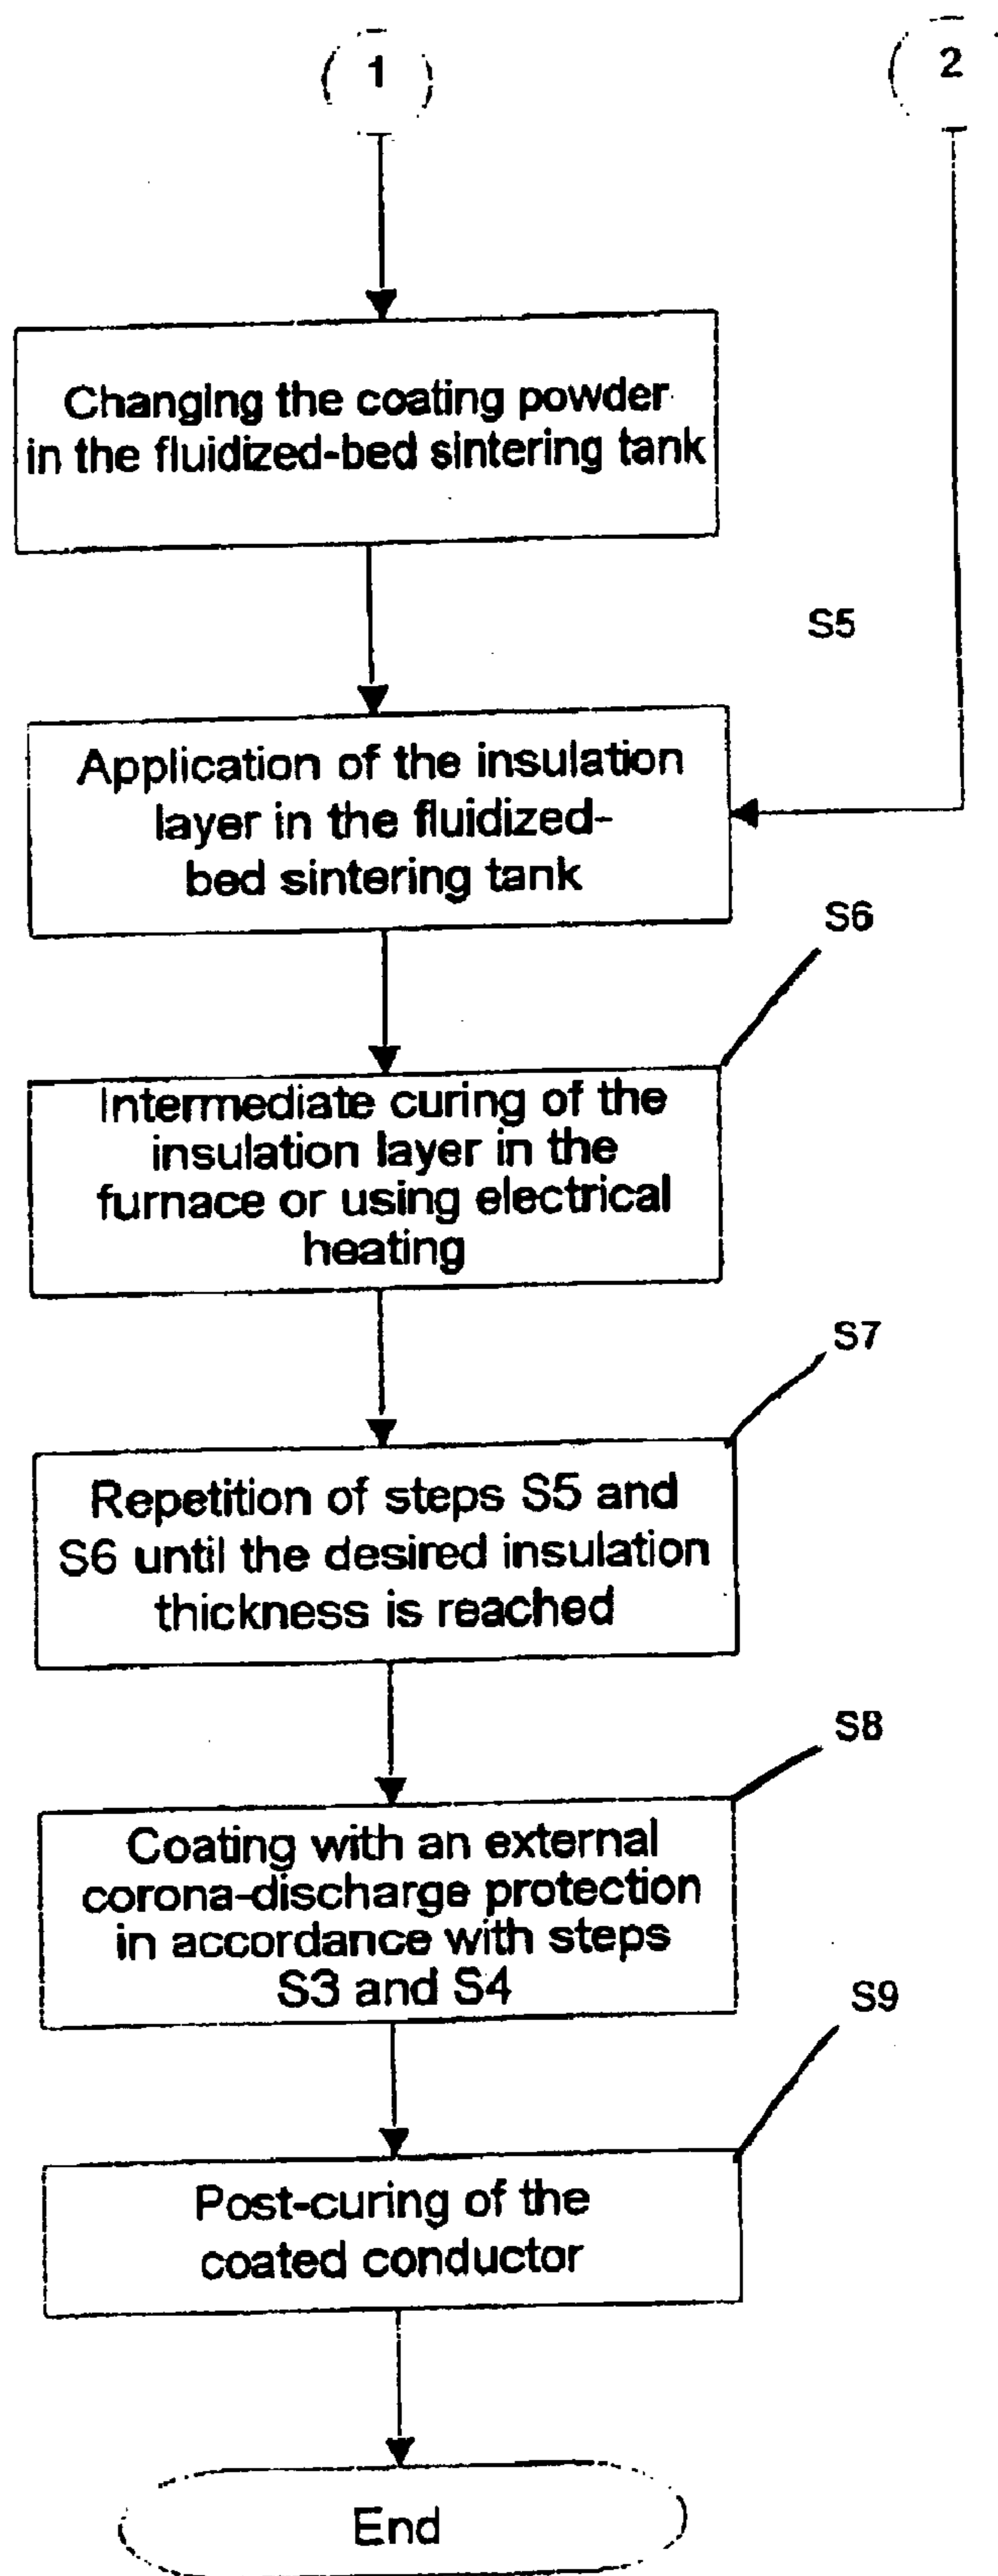 1
2
Changing the coating powder
in the fluidized-bed sintering tank
S5
Application of the insulation
layer in the fluidized-
bed sintering tank
S6
Intermediate curing of the
insulation layer in the
furnace or using electrical
heating
S7
Repetition of steps S5 and
S6 until the desired insulation
thickness is reached
S8
Coating with an external
corona-discharge protection
in accordance with steps
S3 and S4
S9
Post-curing of the
coated conductor
End